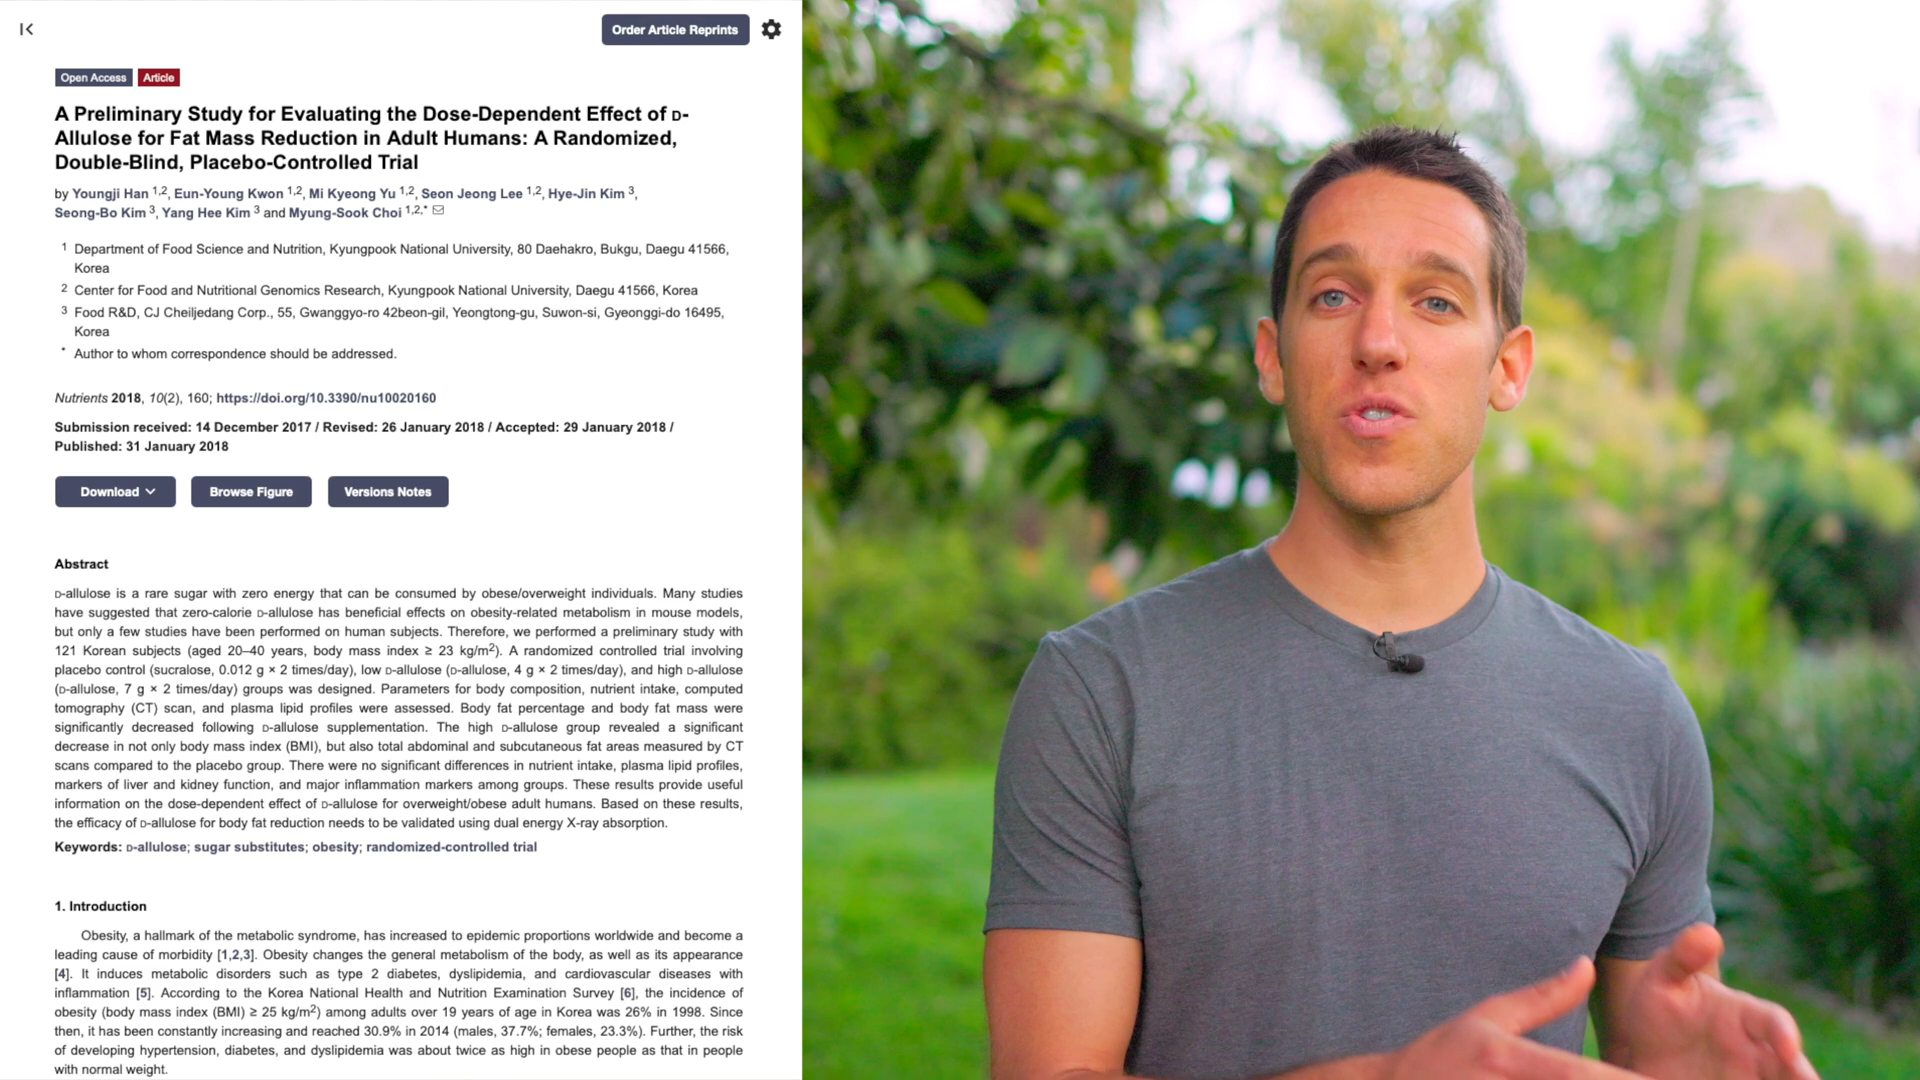 Order Article Reprints
Open Access Article
A Preliminary Study for Evaluating the Dose-Dependent Effect of D-
Allulose for Fat Mass Reduction in Adult Humans: A Randomized,
Double-Blind, Placebo-Controlled Trial
by Youngji Han 1,2, Eun-Young Kwon 1,2, Mi Kyeong Yu 1,2, Seon Jeong Lee 1,2, Hye-Jin Kim 3,
Seong-Bo Kim 3, Yang Hee Kim 3 and Myung-Sook Choi 1,2,*
1 Department of Food Science and Nutrition, Kyungpook National University, 80 Daehakro, Bukgu, Daegu 41566,
Korea
2 Center for Food and Nutritional Genomics Research, Kyungpook National University, Daegu 41566, Korea
3 Food R&D, CJ Cheiljedang Corp., 55, Gwanggyo-ro 42beon-gil, Yeongtong-gu, Suwon-si, Gyeonggi-do 16495,
Korea
* Author to whom correspondence should be addressed.
Nutrients 2018, 10(2), 160; https://doi.org/10.3390/nu10020160
Submission received: 14 December 2017 / Revised: 26 January 2018 / Accepted: 29 January 2018 /
Published: 31 January 2018
Download Browse Figure Versions Notes
Abstract
D-allulose is a rare sugar with zero energy that can be consumed by obese/overweight individuals. Many studies
have suggested that zero-calorie D-allulose has beneficial effects on obesity-related metabolism in mouse models,
but only a few studies have been performed on human subjects. Therefore, we performed a preliminary study with
121 Korean subjects (aged 20–40 years, body mass index ≥ 23 kg/m2). A randomized controlled trial involving
placebo control (sucralose, 0.012 g × 2 times/day), low D-allulose (D-allulose, 4 g × 2 times/day), and high D-allulose
(D-allulose, 7 g × 2 times/day) groups was designed. Parameters for body composition, nutrient intake, computed
tomography (CT) scan, and plasma lipid profiles were assessed. Body fat percentage and body fat mass were
significantly decreased following D-allulose supplementation. The high D-allulose group revealed a significant
decrease in not only body mass index (BMI), but also total abdominal and subcutaneous fat areas measured by CT
scans compared to the placebo group. There were no significant differences in nutrient intake, plasma lipid profiles,
markers of liver and kidney function, and major inflammation markers among groups. These results provide useful
information on the dose-dependent effect of D-allulose for overweight/obese adult humans. Based on these results,
the efficacy of D-allulose for body fat reduction needs to be validated using dual energy X-ray absorption.
Keywords: D-allulose; sugar substitutes; obesity; randomized-controlled trial
1. Introduction
Obesity, a hallmark of the metabolic syndrome, has increased to epidemic proportions worldwide and become a
leading cause of morbidity [1,2,3]. Obesity changes the general metabolism of the body, as well as its appearance
[4]. It induces metabolic disorders such as type 2 diabetes, dyslipidemia, and cardiovascular diseases with
inflammation [5]. According to the Korea National Health and Nutrition Examination Survey [6], the incidence of
obesity (body mass index (BMI) ≥ 25 kg/m2) among adults over 19 years of age in Korea was 26% in 1998. Since
then, it has been constantly increasing and reached 30.9% in 2014 (males, 37.7%; females, 23.3%). Further, the risk
of developing hypertension, diabetes, and dyslipidemia was about twice as high in obese people as that in people
with normal weight.